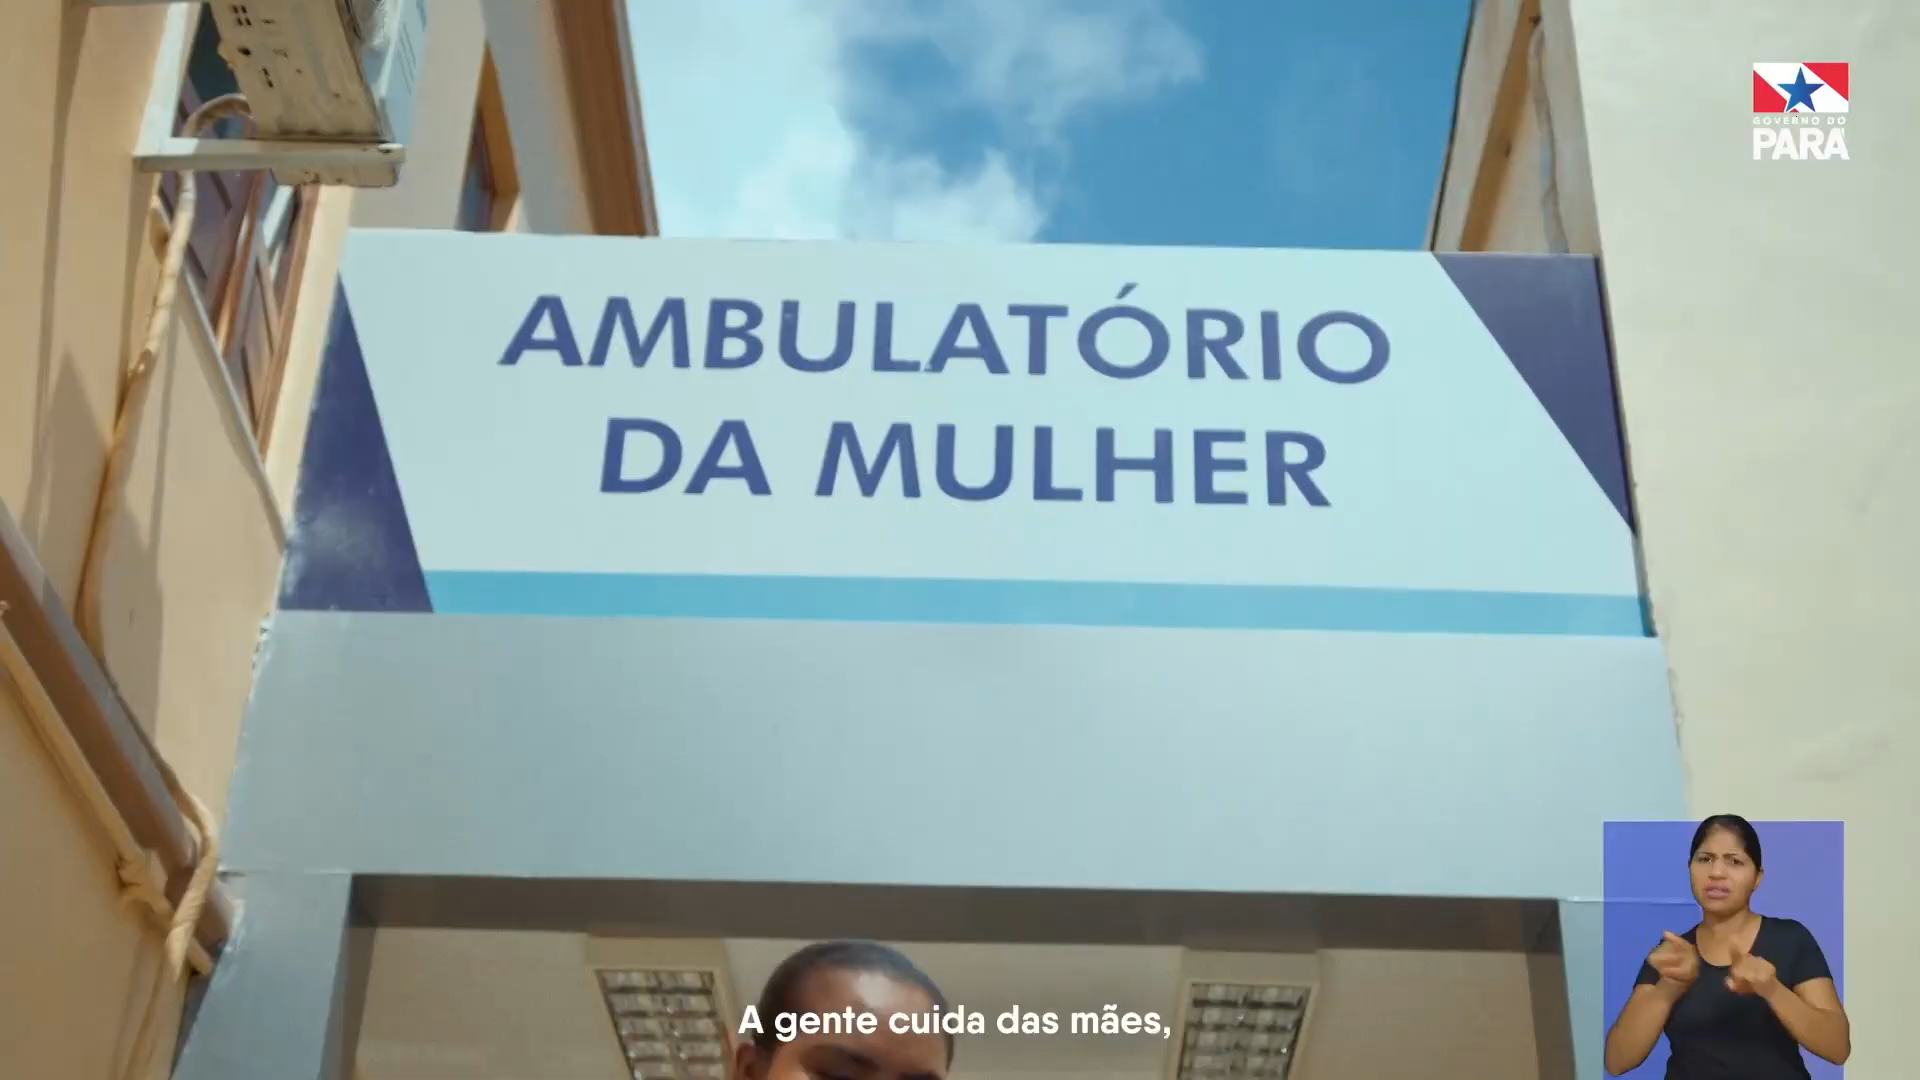 GOVERNO DO
PARÁ
AMBULATÓRIO
DA MULHER
A gente cuida das mães,